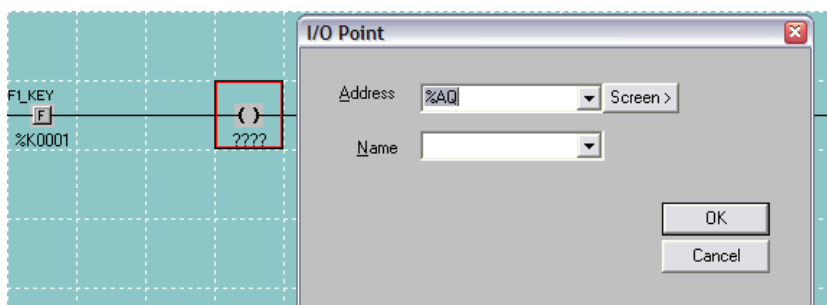 I/O Point
F1_KEY
F
%K0001
( )
????
Address %AQ Screen >
Name
OK
Cancel